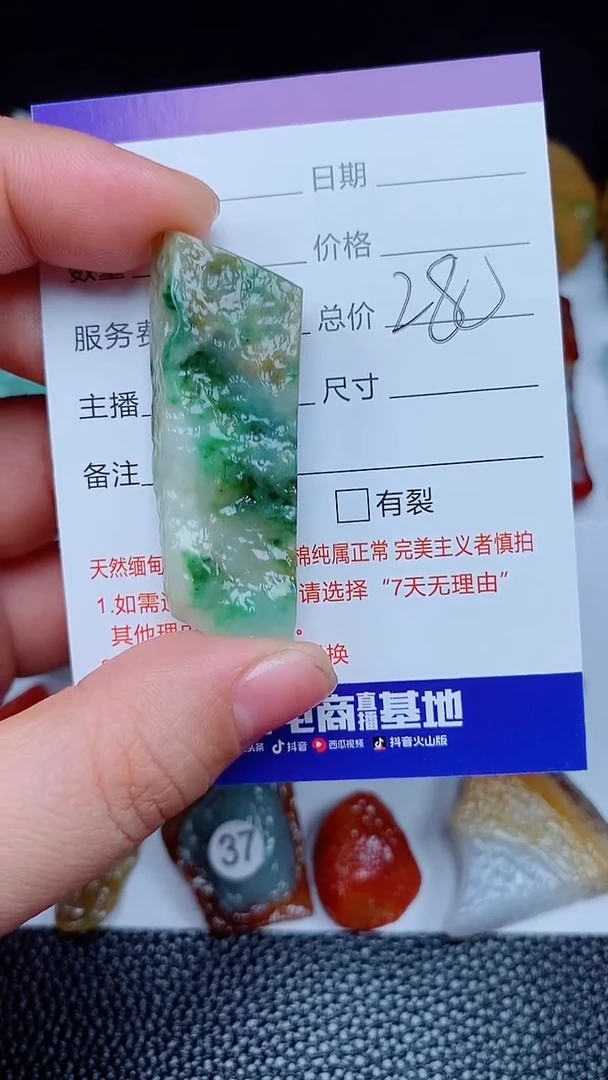 日期
价格
服务费 总价 280
主播 尺寸
备注
有裂
天然缅甸 棉纯属正常 完美主义者慎拍
1.如需 请选择“7天无理由”
其他理 。
换
电商直播基地
头条 抖音 西瓜视频 抖音火山版
37